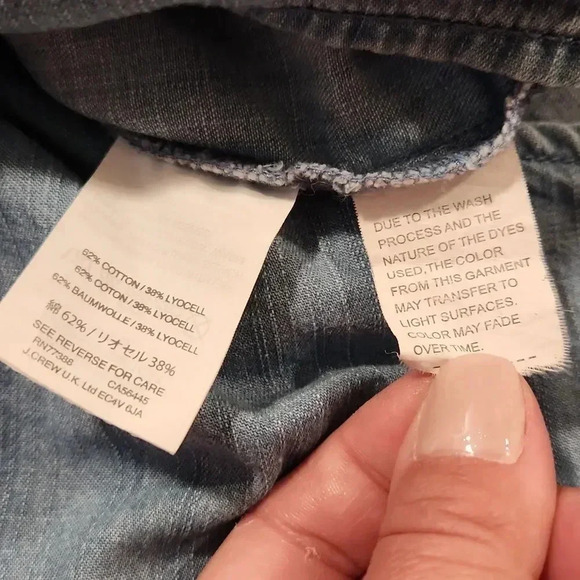 62% COTTON / 38% LYOCELL
62% COTON / 38% LYOCELL
62% BAUMWOLLE / 38% LYOCELL
綿 62% / リオセル 38%
SEE REVERSE FOR CARE
RN77388 CA56445
J.CREW U.K. Ltd EC4V 6JA
DUE TO THE WASH
PROCESS AND THE
NATURE OF THE DYES
USED, THE COLOR
FROM THIS GARMENT
MAY TRANSFER TO
LIGHT SURFACES.
COLOR MAY FADE
OVER TIME.